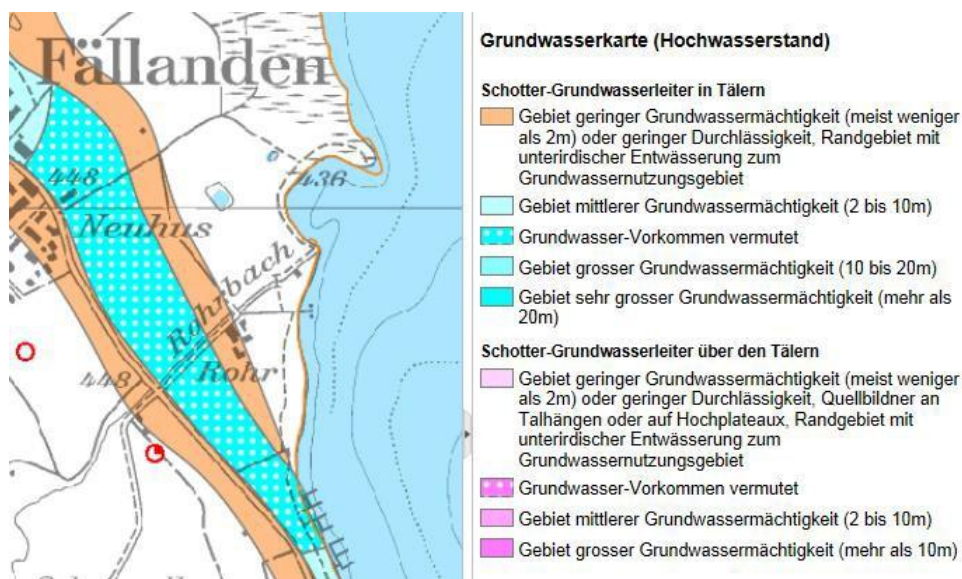 Fällanden
436
448
Neuhus
Rohrbach
Rohr
448
Grundwasserkarte (Hochwasserstand)
Schotter-Grundwasserleiter in Tälern
Gebiet geringer Grundwassermächtigkeit (meist weniger
als 2m) oder geringer Durchlässigkeit, Randgebiet mit
unterirdischer Entwässerung zum
Grundwassernutzungsgebiet
Gebiet mittlerer Grundwassermächtigkeit (2 bis 10m)
Grundwasser-Vorkommen vermutet
Gebiet grosser Grundwassermächtigkeit (10 bis 20m)
Gebiet sehr grosser Grundwassermächtigkeit (mehr als
20m)
Schotter-Grundwasserleiter über den Tälern
Gebiet geringer Grundwassermächtigkeit (meist weniger
als 2m) oder geringer Durchlässigkeit, Quellbildner an
Talhängen oder auf Hochplateaux, Randgebiet mit
unterirdischer Entwässerung zum
Grundwassernutzungsgebiet
Grundwasser-Vorkommen vermutet
Gebiet mittlerer Grundwassermächtigkeit (2 bis 10m)
Gebiet grosser Grundwassermächtigkeit (mehr als 10m)